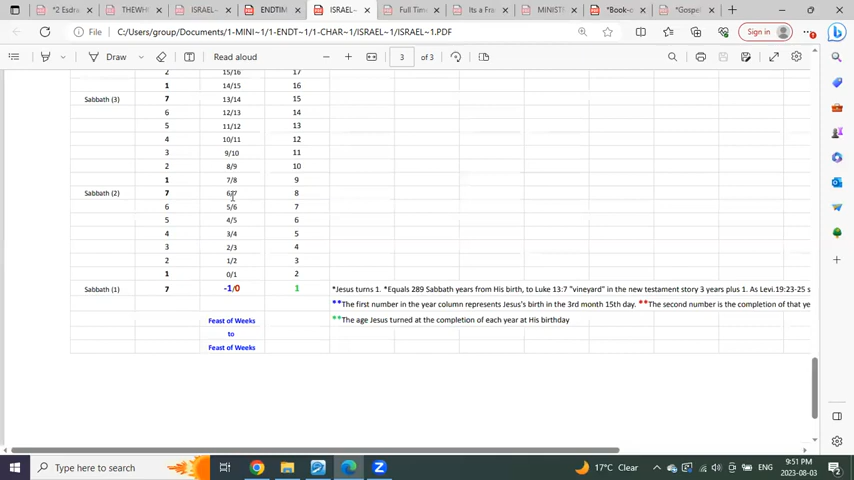 *2 Esdra
THEWH
ISRAEL-
ENDTIM
ISRAEL~
Full Time
Its a Fro
MINISTE
*Book-o
*Gospel
File C:/Users/group/Documents/1-MINI~1/1-ENDT~1/1-CHAR~1/ISRAEL~1/ISRAEL~1.PDF Sign in
Draw Read aloud 3 of 3
2 15/16 17
1 14/15 16
Sabbath (3) 7 13/14 15
6 12/13 14
5 11/12 13
4 10/11 12
3 9/10 11
2 8/9 10
1 7/8 9
Sabbath (2) 7 6/7 8
6 5/6 7
5 4/5 6
4 3/4 5
3 2/3 4
2 1/2 3
1 0/1 2
Sabbath (1) 7 -1/0 1 *Jesus turns 1. *Equals 289 Sabbath years from His birth, to Luke 13:7 "vineyard" in the new testament story 3 years plus 1. As Levi.19:23-25 s
**The first number in the year column represents Jesus's birth in the 3rd month 15th day. **The second number is the completion of that ye
Feast of Weeks **The age Jesus turned at the completion of each year at His birthday
to
Feast of Weeks
Type here to search 17°C Clear ENG 9:51 PM
2023-08-03 2